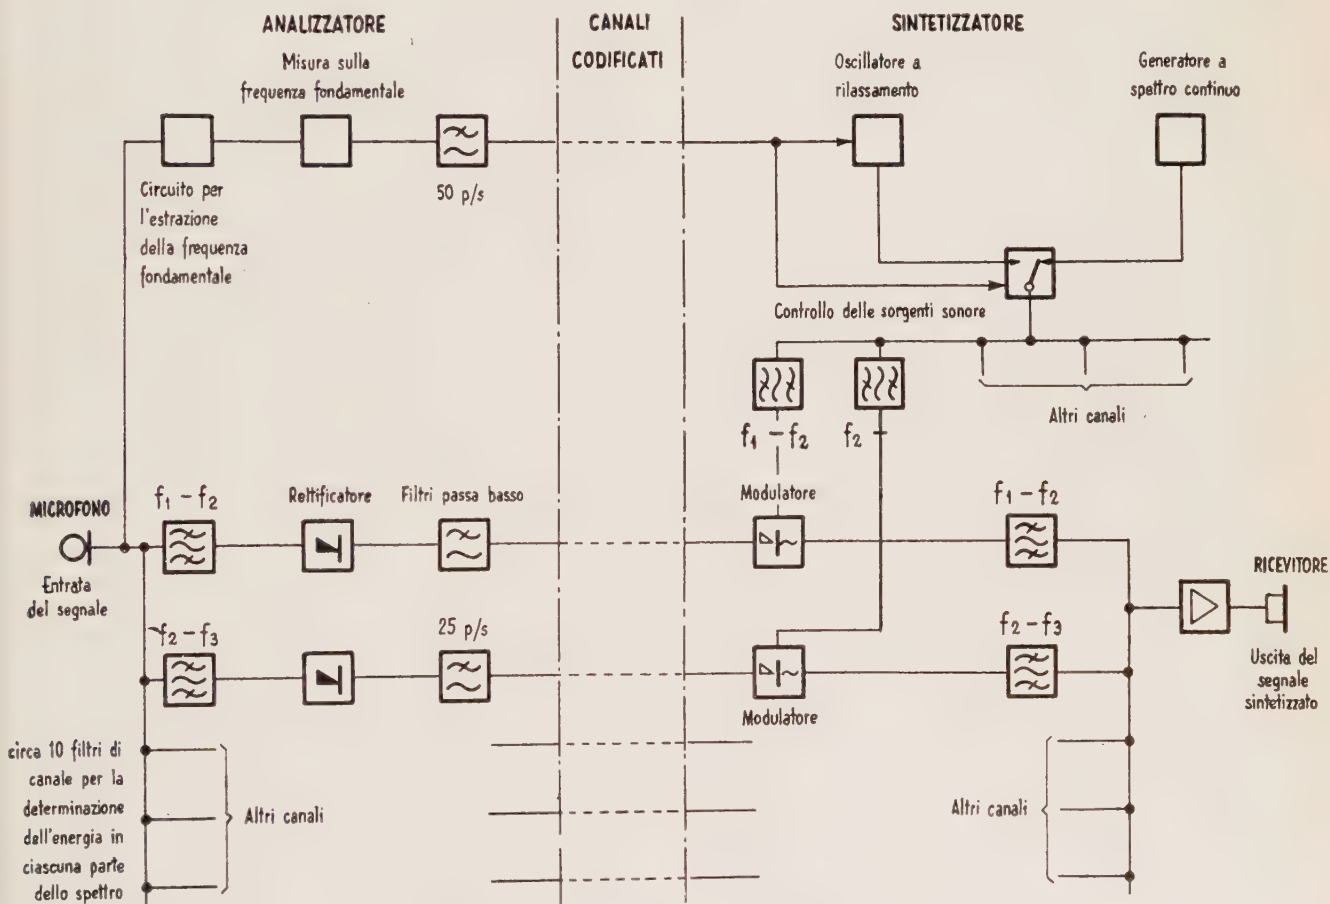 ANALIZZATORE
CANALI
CODIFICATI
SINTETIZZATORE
Misura sulla
frequenza fondamentale
Oscillatore a
rilassamento
Generatore a
spettro continuo
Circuito per
l'estrazione
della frequenza
fondamentale
50 p/s
Controllo delle sorgenti sonore
Altri canali
f₁ – f₂
f₂ –
MICROFONO
Entrata
del segnale
f₁ – f₂
Rettificatore
Filtri passa basso
Modulatore
f₁ – f₂
RICEVITORE
Uscita del
segnale
sintetizzato
f₂ – f₃
25 p/s
Modulatore
f₂ – f₃
circa 10 filtri di
canale per la
determinazione
dell'energia in
ciascuna parte
dello spettro
Altri canali
Altri canali